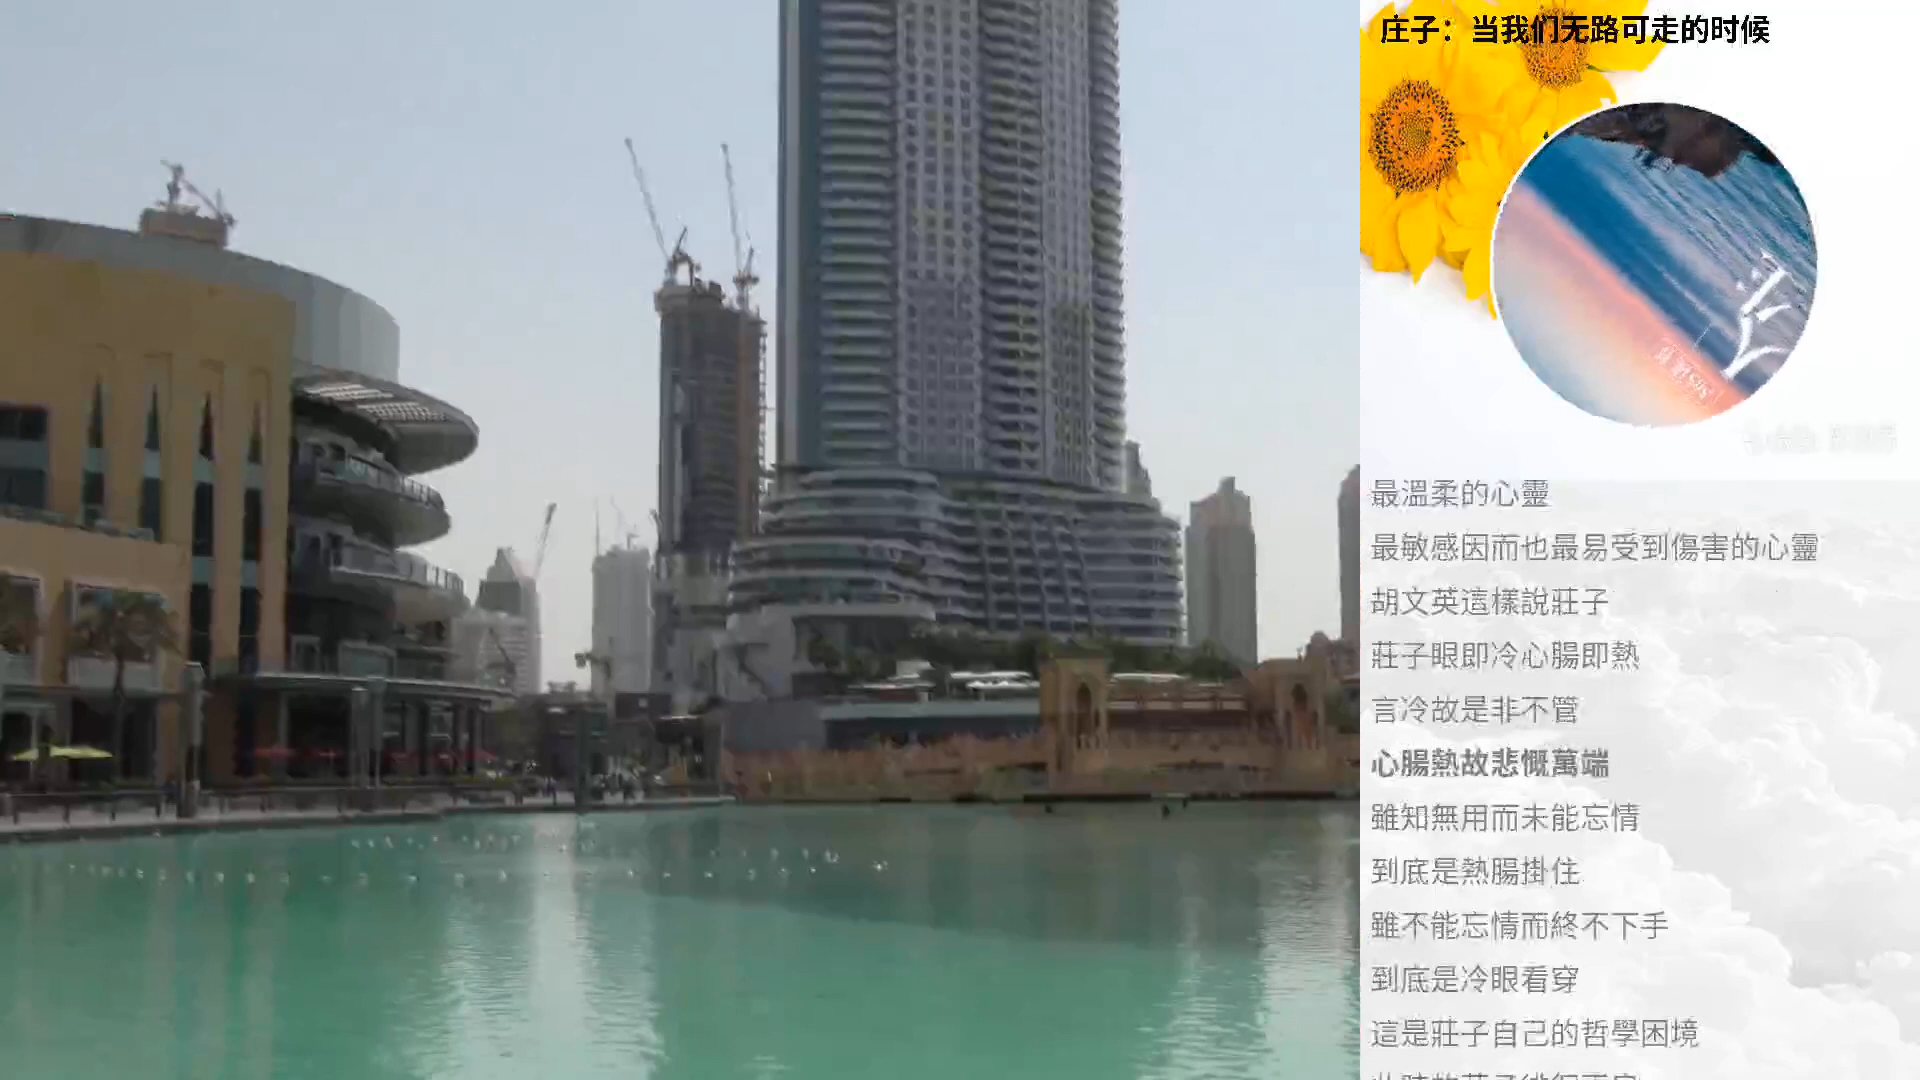 庄子：当我们无路可走的时候
最溫柔的心靈
最敏感因而也最易受到傷害的心靈
胡文英這樣說莊子
莊子眼即冷心腸即熱
言冷故是非不管
心腸熱故悲慨萬端
雖知無用而未能忘情
到底是熱腸掛住
雖不能忘情而終不下手
到底是冷眼看穿
這是莊子自己的哲學困境